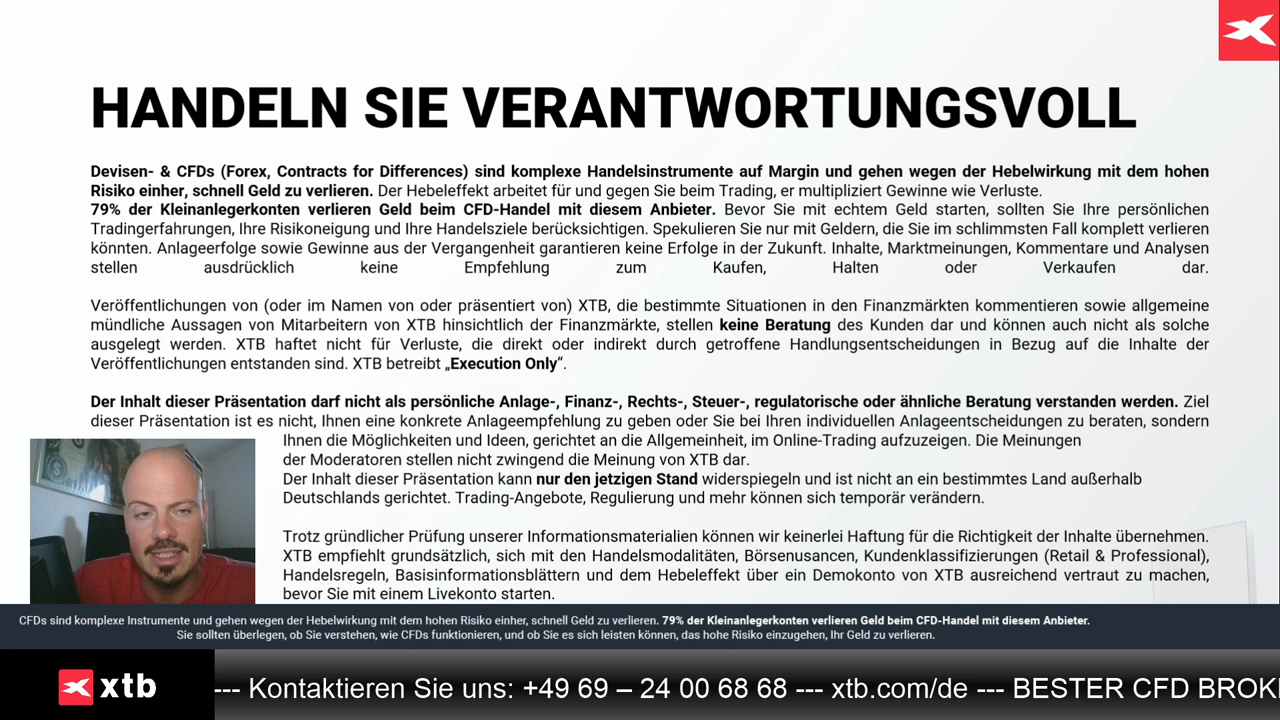 HANDELN SIE VERANTWORTUNGSVOLL
Devisen- & CFDs (Forex, Contracts for Differences) sind komplexe Handelsinstrumente auf Margin und gehen wegen der Hebelwirkung mit dem hohen
Risiko einher, schnell Geld zu verlieren. Der Hebeleffekt arbeitet für und gegen Sie beim Trading, er multipliziert Gewinne wie Verluste.
79% der Kleinanlegerkonten verlieren Geld beim CFD-Handel mit diesem Anbieter. Bevor Sie mit echtem Geld starten, sollten Sie Ihre persönlichen
Tradingerfahrungen, Ihre Risikoneigung und Ihre Handelsziele berücksichtigen. Spekulieren Sie nur mit Geldern, die Sie im schlimmsten Fall komplett verlieren
könnten. Anlageerfolge sowie Gewinne aus der Vergangenheit garantieren keine Erfolge in der Zukunft. Inhalte, Marktmeinungen, Kommentare und Analysen
stellen ausdrücklich keine Empfehlung zum Kaufen, Halten oder Verkaufen dar.
Veröffentlichungen von (oder im Namen von oder präsentiert von) XTB, die bestimmte Situationen in den Finanzmärkten kommentieren sowie allgemeine
mündliche Aussagen von Mitarbeitern von XTB hinsichtlich der Finanzmärkte, stellen keine Beratung des Kunden dar und können auch nicht als solche
ausgelegt werden. XTB haftet nicht für Verluste, die direkt oder indirekt durch getroffene Handlungsentscheidungen in Bezug auf die Inhalte der
Veröffentlichungen entstanden sind. XTB betreibt „Execution Only“.
Der Inhalt dieser Präsentation darf nicht als persönliche Anlage-, Finanz-, Rechts-, Steuer-, regulatorische oder ähnliche Beratung verstanden werden. Ziel
dieser Präsentation ist es nicht, Ihnen eine konkrete Anlageempfehlung zu geben oder Sie bei Ihren individuellen Anlageentscheidungen zu beraten, sondern
Ihnen die Möglichkeiten und Ideen, gerichtet an die Allgemeinheit, im Online-Trading aufzuzeigen. Die Meinungen
der Moderatoren stellen nicht zwingend die Meinung von XTB dar.
Der Inhalt dieser Präsentation kann nur den jetzigen Stand widerspiegeln und ist nicht an ein bestimmtes Land außerhalb
Deutschlands gerichtet. Trading-Angebote, Regulierung und mehr können sich temporär verändern.
Trotz gründlicher Prüfung unserer Informationsmaterialien können wir keinerlei Haftung für die Richtigkeit der Inhalte übernehmen.
XTB empfiehlt grundsätzlich, sich mit den Handelsmodalitäten, Börsenusancen, Kundenklassifizierungen (Retail & Professional),
Handelsregeln, Basisinformationsblättern und dem Hebeleffekt über ein Demokonto von XTB ausreichend vertraut zu machen,
bevor Sie mit einem Livekonto starten.
CFDs sind komplexe Instrumente und gehen wegen der Hebelwirkung mit dem hohen Risiko einher, schnell Geld zu verlieren. 79% der Kleinanlegerkonten verlieren Geld beim CFD-Handel mit diesem Anbieter.
Sie sollten überlegen, ob Sie verstehen, wie CFDs funktionieren, und ob Sie es sich leisten können, das hohe Risiko einzugehen, Ihr Geld zu verlieren.
xtb --- Kontaktieren Sie uns: +49 69 – 24 00 68 68 --- xtb.com/de --- BESTER CFD